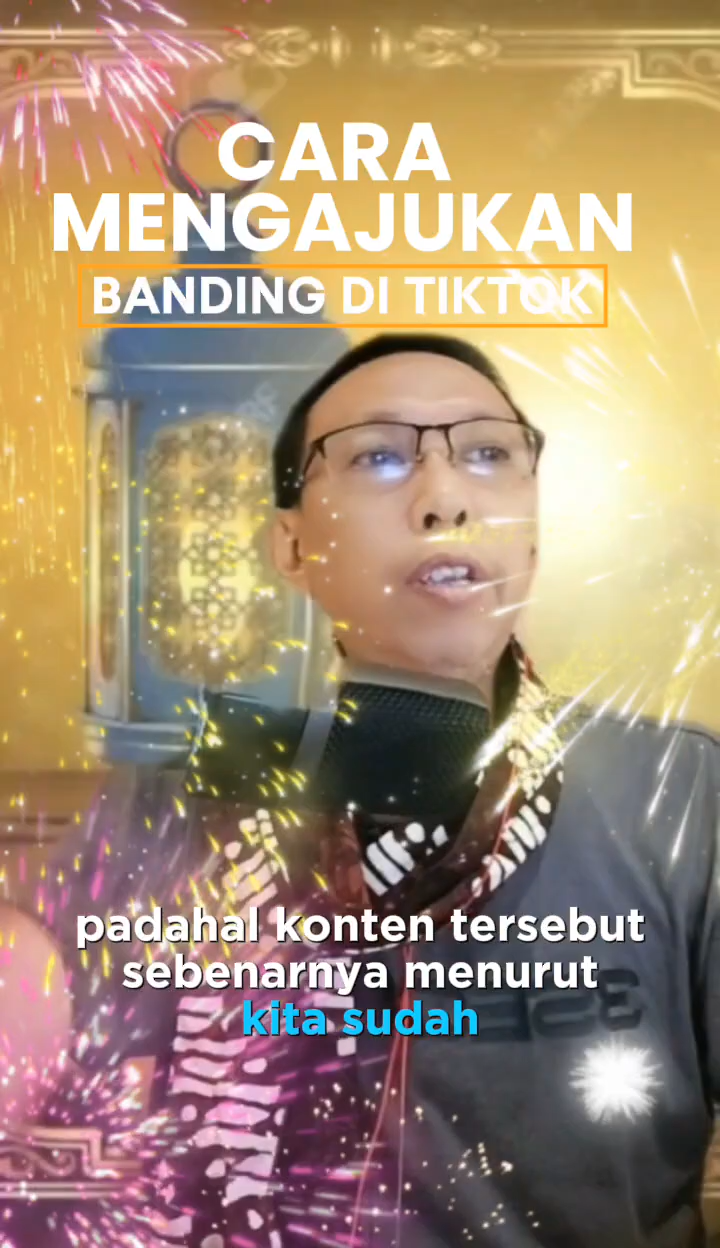 CARA
MENGAJUKAN
BANDING DI TIKTOK
padahal konten tersebut
sebenarnya menurut
kita sudah